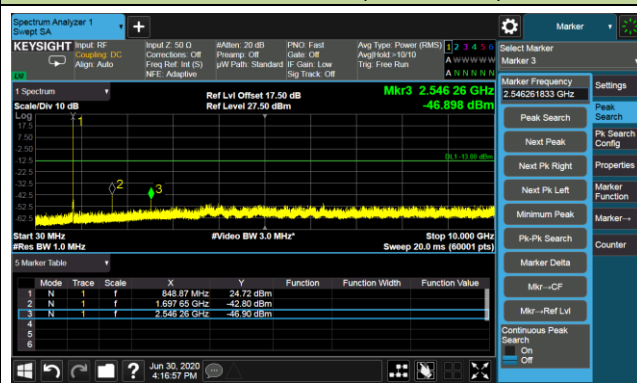 Spectrum Analyzer 1
Swept SA
+
Marker
KEYSIGHT
Input: RF
Coupling: DC
Align: Auto
Input Z: 50 Ω
Corrections: Off
Freq Ref: Int (S)
NFE: Adaptive
#Atten: 20 dB
Preamp: Off
µW Path: Standard
PNO: Fast
Gate: Off
IF Gain: Low
Sig Track: Off
Avg Type: Power (RMS)
Avg|Hold:>10/10
Trig: Free Run
1 2 3 4 5 6
A W W W W W
A N N N N N
LXI
Select Marker
Marker 3
Marker Frequency
2.546261833 GHz
Settings
Peak Search
Peak
Search
Next Peak
Pk Search
Config
Next Pk Right
Properties
Next Pk Left
Marker
Function
Minimum Peak
Marker→
Pk-Pk Search
Counter
Marker Delta
Mkr→CF
Mkr→Ref Lvl
Continuous Peak
Search
On
Off
1 Spectrum
Scale/Div 10 dB
Ref Lvl Offset 17.50 dB
Ref Level 27.50 dBm
Mkr3 2.546 26 GHz
-46.898 dBm
Log
17.5
7.50
-2.50
-12.5
-22.5
-32.5
-42.5
-52.5
-62.5
1
2
3
DL1 -13.00 dBm
Start 30 MHz
#Res BW 1.0 MHz
#Video BW 3.0 MHz*
Stop 10.000 GHz
Sweep 20.0 ms (60001 pts)
5 Marker Table
Mode Trace Scale X Y Function Function Width Function Value
1 N 1 f 848.87 MHz 24.72 dBm
2 N 1 f 1.697 65 GHz -42.80 dBm
3 N 1 f 2.546 26 GHz -46.90 dBm
4
5
6
?
Jun 30, 2020
4:16:57 PM